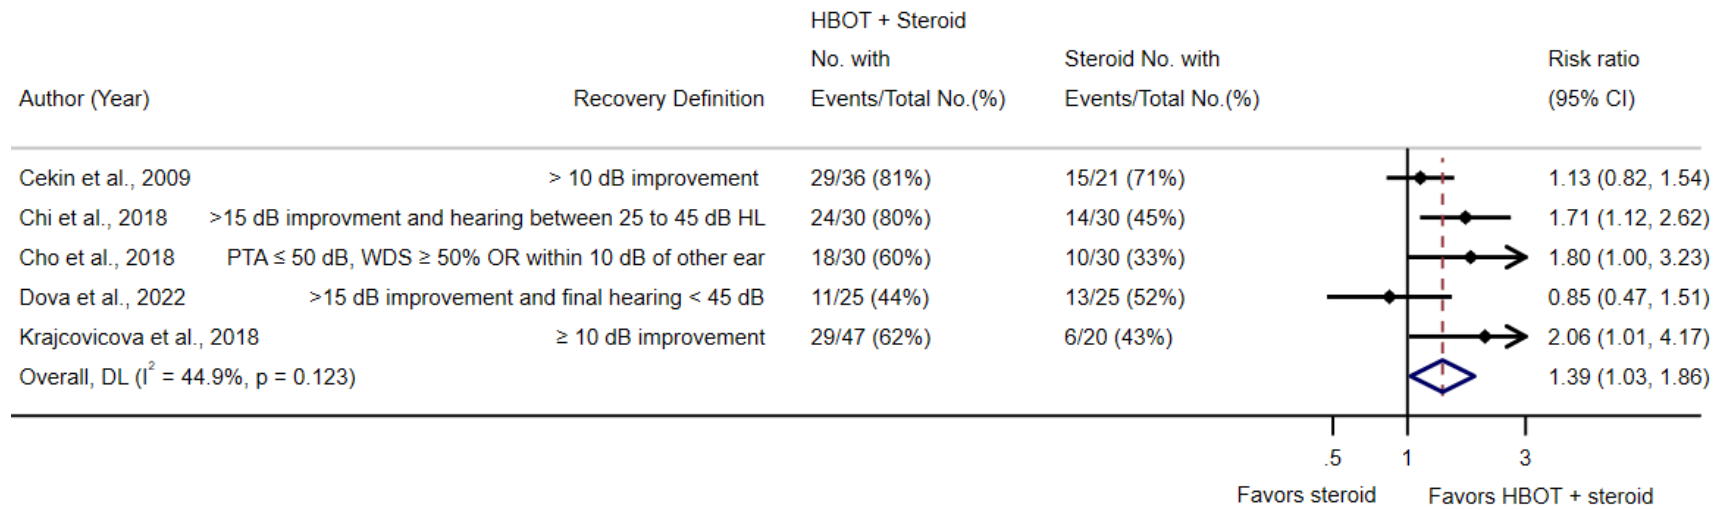 HBOT + Steroid
No. with Steroid No. with Risk ratio
Author (Year) Recovery Definition Events/Total No.(%) Events/Total No.(%) (95% CI)
Cekin et al., 2009 > 10 dB improvement 29/36 (81%) 15/21 (71%) 1.13 (0.82, 1.54)
Chi et al., 2018 >15 dB improvment and hearing between 25 to 45 dB HL 24/30 (80%) 14/30 (45%) 1.71 (1.12, 2.62)
Cho et al., 2018 PTA ≤ 50 dB, WDS ≥ 50% OR within 10 dB of other ear 18/30 (60%) 10/30 (33%) 1.80 (1.00, 3.23)
Dova et al., 2022 >15 dB improvement and final hearing < 45 dB 11/25 (44%) 13/25 (52%) 0.85 (0.47, 1.51)
Krajcovicova et al., 2018 ≥ 10 dB improvement 29/47 (62%) 6/20 (43%) 2.06 (1.01, 4.17)
Overall, DL (I² = 44.9%, p = 0.123) 1.39 (1.03, 1.86)
.5 1 3
Favors steroid Favors HBOT + steroid